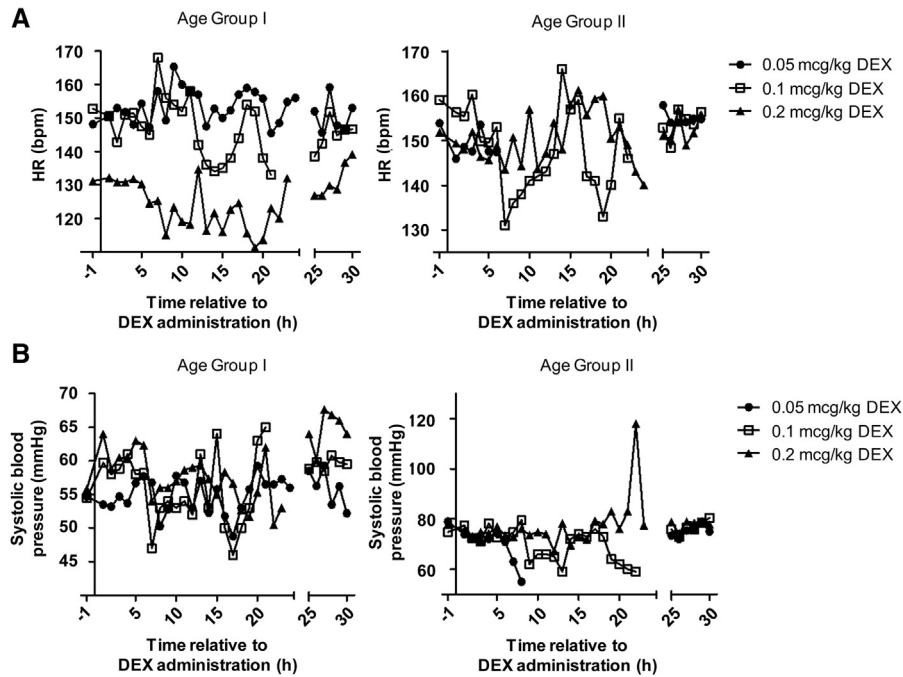 A
Age Group I
170
160
150
140
130
120
HR (bpm)
-1
5
10
15
20
25
30
Time relative to
DEX administration (h)
Age Group II
170
160
150
140
130
HR (bpm)
-1
5
10
15
20
25
30
Time relative to
DEX administration (h)
0.05 mcg/kg DEX
0.1 mcg/kg DEX
0.2 mcg/kg DEX
B
Age Group I
70
65
60
55
50
45
Systolic blood
pressure (mmHg)
-1
5
10
15
20
25
30
Time relative to
DEX administration (h)
Age Group II
120
100
80
60
Systolic blood
pressure (mmHg)
-1
5
10
15
20
25
30
Time relative to
DEX administration (h)
0.05 mcg/kg DEX
0.1 mcg/kg DEX
0.2 mcg/kg DEX